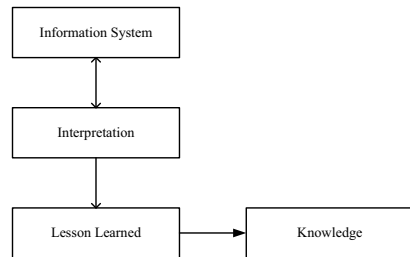 Information System
Interpretation
Lesson Learned
Knowledge